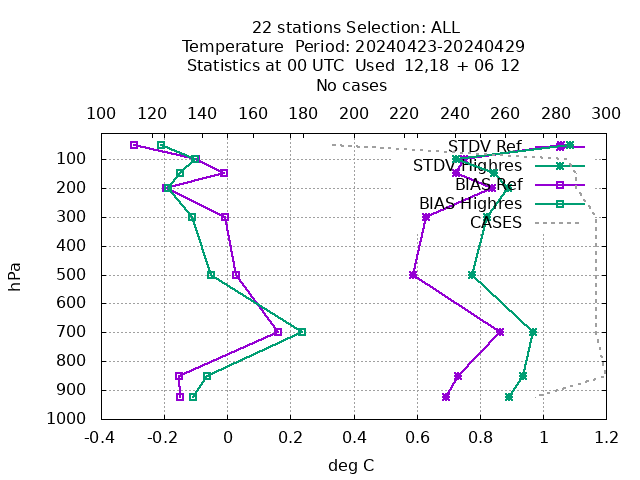 22 stations Selection: ALL
Temperature  Period: 20240423-20240429
Statistics at 00 UTC  Used  12,18 + 06 12
No cases
100 120 140 160 180 200 220 240 260 280 300
STDV Ref
STDV Highres
BIAS Ref
BIAS Highres
CASES
hPa
100
200
300
400
500
600
700
800
900
1000
-0.4 -0.2 0 0.2 0.4 0.6 0.8 1 1.2
deg C